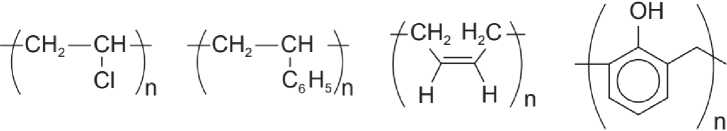 CH₂ CH CH₂ CH CH₂ H₂C OH
Cl C₆H₅ H H
n n n n